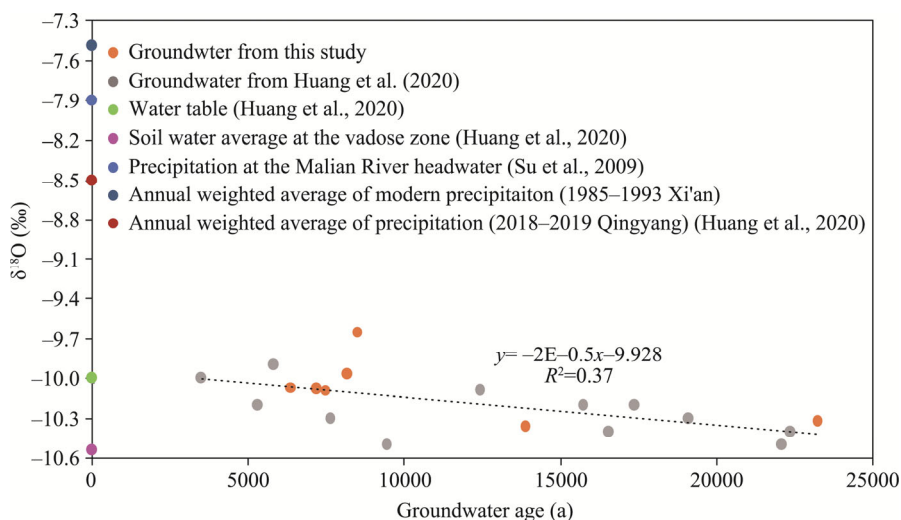 −7.3
−7.6
−7.9
−8.2
−8.5
−8.8
−9.1
−9.4
−9.7
−10.0
−10.3
−10.6
δ¹⁸O (‰)
Groundwter from this study
Groundwater from Huang et al. (2020)
Water table (Huang et al., 2020)
Soil water average at the vadose zone (Huang et al., 2020)
Precipitation at the Malian River headwater (Su et al., 2009)
Annual weighted average of modern precipitaiton (1985–1993 Xi'an)
Annual weighted average of precipitation (2018–2019 Qingyang) (Huang et al., 2020)
y= −2E−0.5x−9.928
R²=0.37
0 5000 10000 15000 20000 25000
Groundwater age (a)